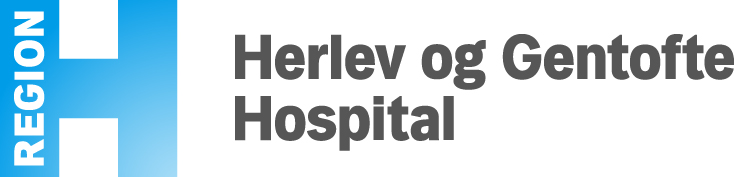 REGION H
Herlev og Gentofte
Hospital